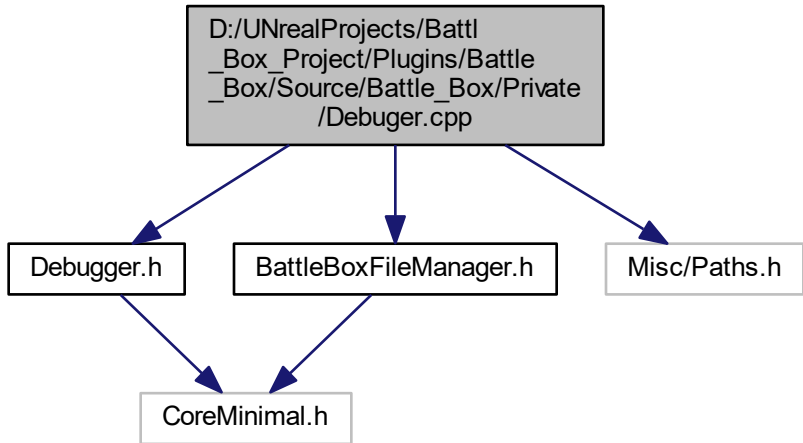 D:/UNrealProjects/Battl
_Box_Project/Plugins/Battle
_Box/Source/Battle_Box/Private
/Debuger.cpp
Debugger.h
BattleBoxFileManager.h
Misc/Paths.h
CoreMinimal.h